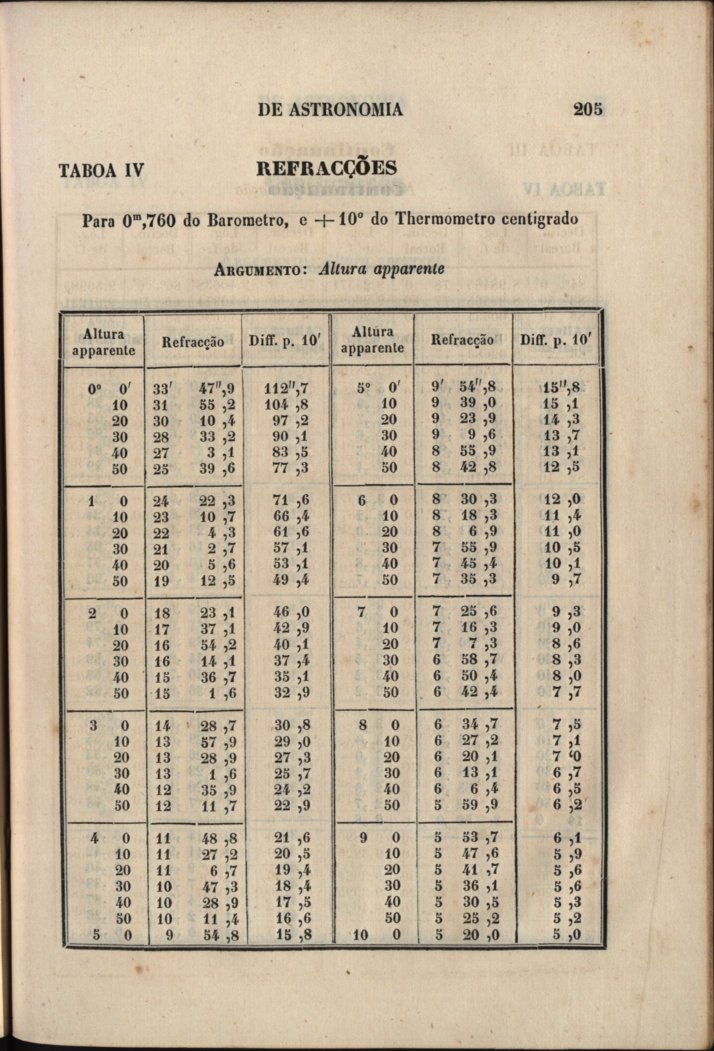 DE ASTRONOMIA 205
TABOA IV REFRACÇÕES
Para 0ᵐ,760 do Barometro, e +10° do Thermometro centigrado
ARGUMENTO: Altura apparente
Altura apparente Refracção Diff. p. 10′ Altura apparente Refracção Diff. p. 10′
0° 0′ 33′ 47″,9 112″,7 5° 0′ 9′ 54″,8 15″,8
10 31 55 ,2 104 ,8 10 9 39 ,0 15 ,1
20 30 10 ,4 97 ,2 20 9 23 ,9 14 ,3
30 28 33 ,2 90 ,1 30 9 9 ,6 13 ,7
40 27 3 ,1 83 ,5 40 8 55 ,9 13 ,1
50 25 39 ,6 77 ,3 50 8 42 ,8 12 ,5
1 0 24 22 ,3 71 ,6 6 0 8 30 ,3 12 ,0
10 23 10 ,7 66 ,4 10 8 18 ,3 11 ,4
20 22 4 ,3 61 ,6 20 8 6 ,9 11 ,0
30 21 2 ,7 57 ,1 30 7 55 ,9 10 ,5
40 20 5 ,6 53 ,1 40 7 45 ,4 10 ,1
50 19 12 ,5 49 ,4 50 7 35 ,3 9 ,7
2 0 18 23 ,1 46 ,0 7 0 7 25 ,6 9 ,3
10 17 37 ,1 42 ,9 10 7 16 ,3 9 ,0
20 16 54 ,2 40 ,1 20 7 7 ,3 8 ,6
30 16 14 ,1 37 ,4 30 6 58 ,7 8 ,3
40 15 36 ,7 35 ,1 40 6 50 ,4 8 ,0
50 15 1 ,6 32 ,9 50 6 42 ,4 7 ,7
3 0 14 28 ,7 30 ,8 8 0 6 34 ,7 7 ,5
10 13 57 ,9 29 ,0 10 6 27 ,2 7 ,1
20 13 28 ,9 27 ,3 20 6 20 ,1 7 ‘0
30 13 1 ,6 25 ,7 30 6 13 ,1 6 ,7
40 12 35 ,9 24 ,2 40 6 6 ,4 6 ,5
50 12 11 ,7 22 ,9 50 5 59 ,9 6 ,2
4 0 11 48 ,8 21 ,6 9 0 5 53 ,7 6 ,1
10 11 27 ,2 20 ,5 10 5 47 ,6 5 ,9
20 11 6 ,7 19 ,4 20 5 41 ,7 5 ,6
30 10 47 ,3 18 ,4 30 5 36 ,1 5 ,6
40 10 28 ,9 17 ,5 40 5 30 ,5 5 ,3
50 10 11 ,4 16 ,6 50 5 25 ,2 5 ,2
5 0 9 54 ,8 15 ,8 10 0 5 20 ,0 5 ,0